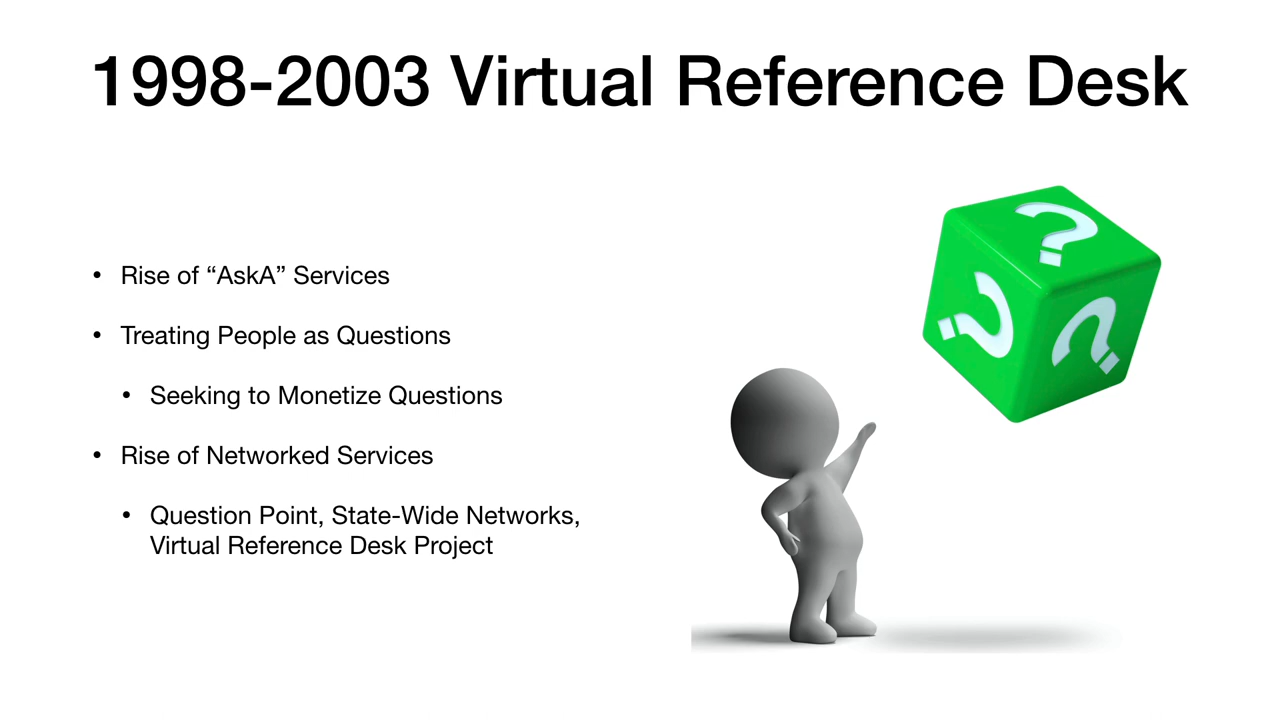 1998-2003 Virtual Reference Desk
• Rise of “AskA” Services
• Treating People as Questions
• Seeking to Monetize Questions
• Rise of Networked Services
• Question Point, State-Wide Networks,
Virtual Reference Desk Project
?
?
?